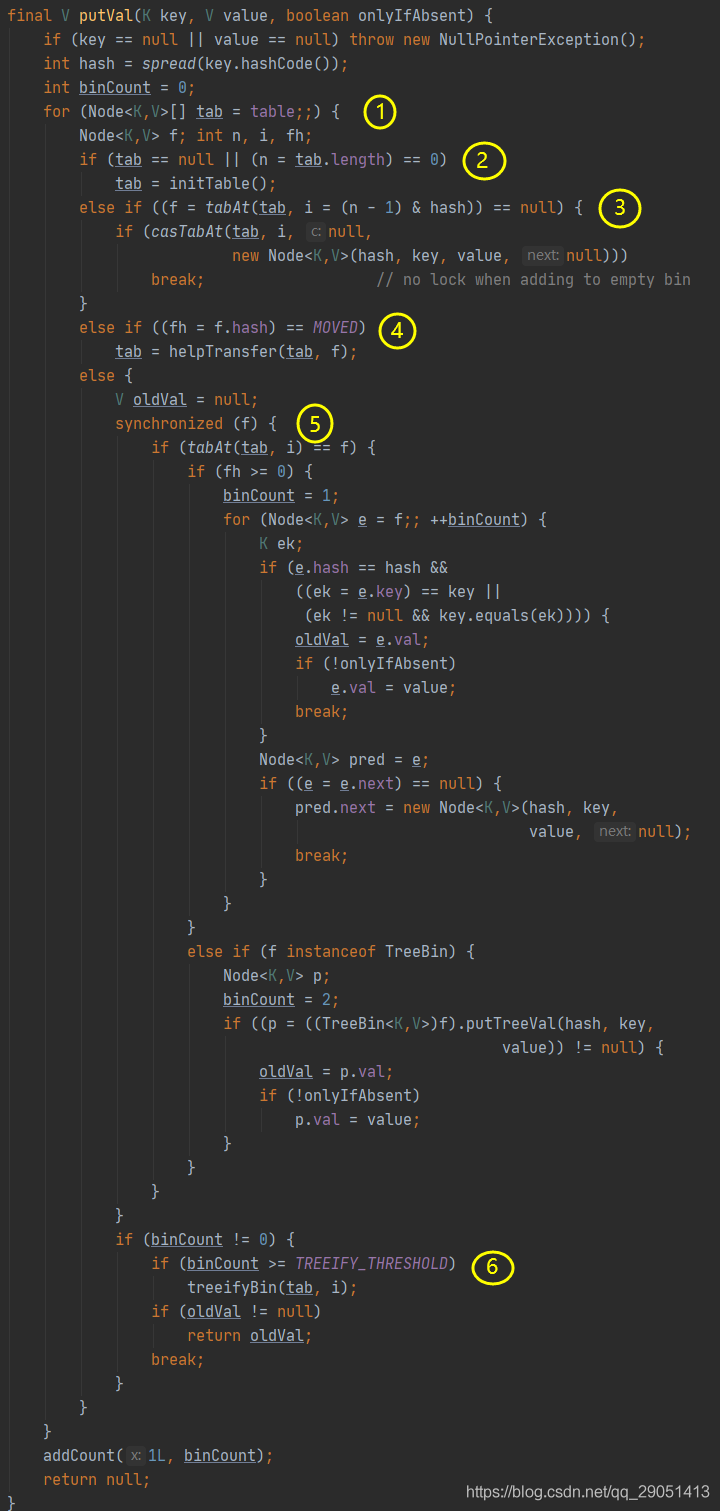 final V putVal(K key, V value, boolean onlyIfAbsent) {
    if (key == null || value == null) throw new NullPointerException();
    int hash = spread(key.hashCode());
    int binCount = 0;
    for (Node<K,V>[] tab = table;;) { 1
        Node<K,V> f; int n, i, fh;
        if (tab == null || (n = tab.length) == 0) 2
            tab = initTable();
        else if ((f = tabAt(tab, i = (n - 1) & hash)) == null) { 3
            if (casTabAt(tab, i, c: null,
                         new Node<K,V>(hash, key, value, next: null)))
                break;                   // no lock when adding to empty bin
        }
        else if ((fh = f.hash) == MOVED) 4
            tab = helpTransfer(tab, f);
        else {
            V oldVal = null;
            synchronized (f) { 5
                if (tabAt(tab, i) == f) {
                    if (fh >= 0) {
                        binCount = 1;
                        for (Node<K,V> e = f;; ++binCount) {
                            K ek;
                            if (e.hash == hash &&
                                ((ek = e.key) == key ||
                                 (ek != null && key.equals(ek)))) {
                                oldVal = e.val;
                                if (!onlyIfAbsent)
                                    e.val = value;
                                break;
                            }
                            Node<K,V> pred = e;
                            if ((e = e.next) == null) {
                                pred.next = new Node<K,V>(hash, key,
                                                          value, next: null);
                                break;
                            }
                        }
                    }
                    else if (f instanceof TreeBin) {
                        Node<K,V> p;
                        binCount = 2;
                        if ((p = ((TreeBin<K,V>)f).putTreeVal(hash, key,
                                                       value)) != null) {
                            oldVal = p.val;
                            if (!onlyIfAbsent)
                                p.val = value;
                        }
                    }
                }
            }
            if (binCount != 0) {
                if (binCount >= TREEIFY_THRESHOLD) 6
                    treeifyBin(tab, i);
                if (oldVal != null)
                    return oldVal;
                break;
            }
        }
    }
    addCount(x: 1L, binCount);
    return null;
}
https://blog.csdn.net/qq_29051413